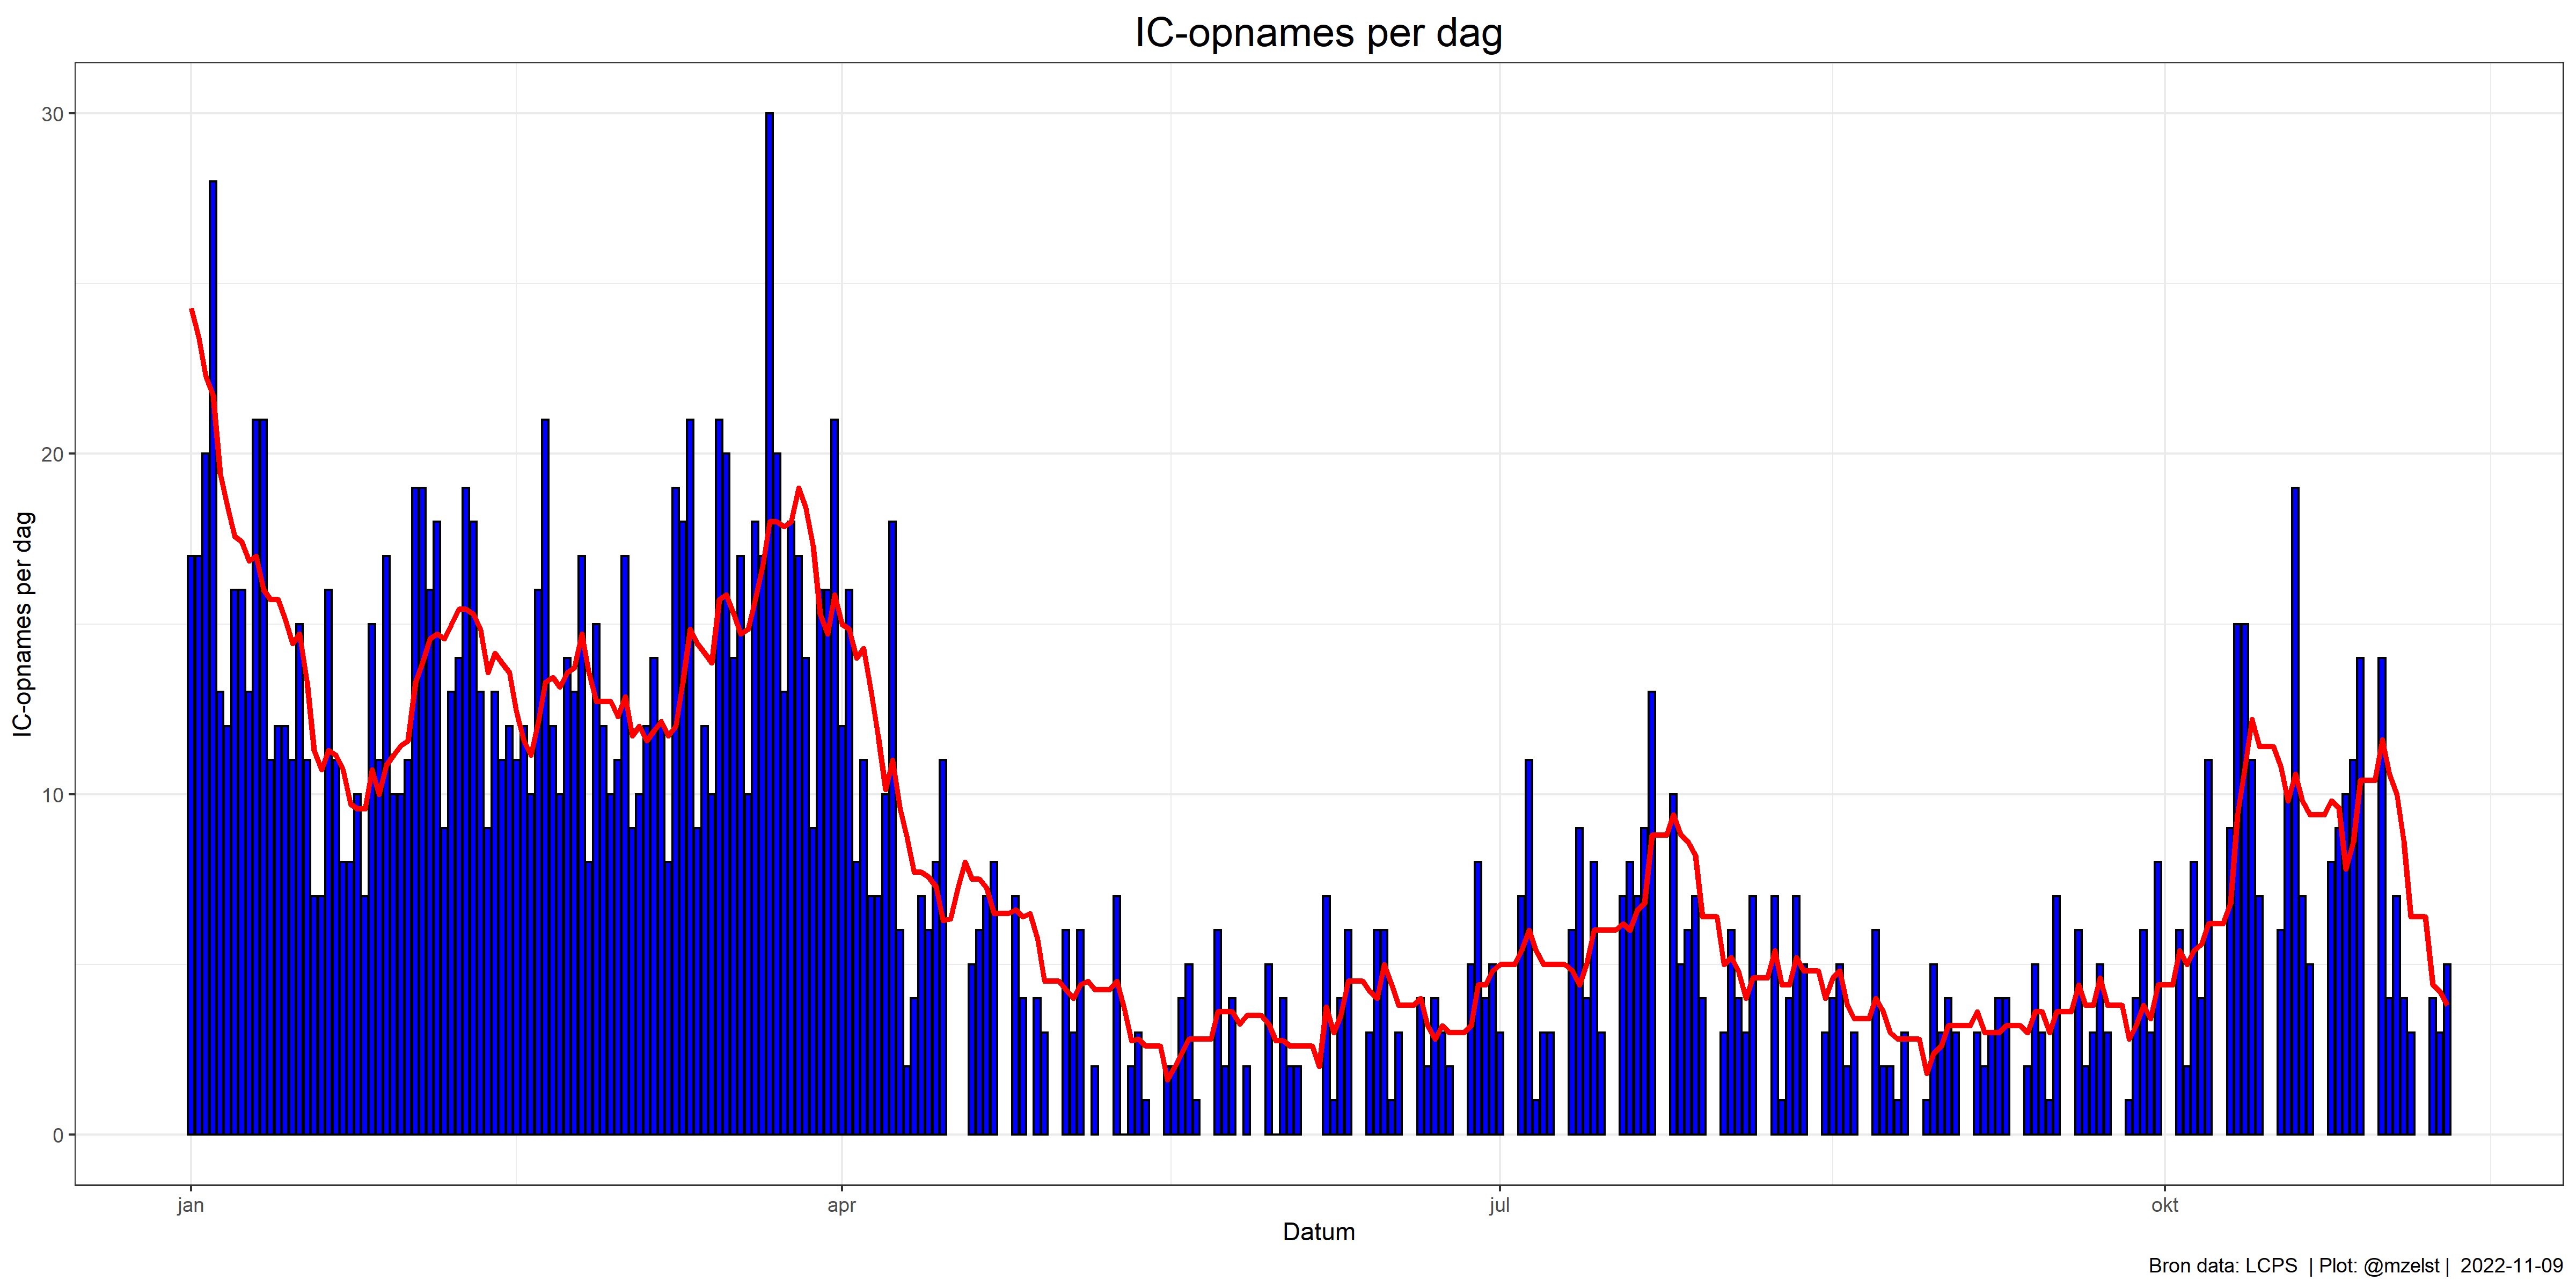 IC-opnames per dag
IC-opnames per dag
30
20
10
0
jan
apr
jul
okt
Datum
Bron data: LCPS | Plot: @mzelst | 2022-11-09